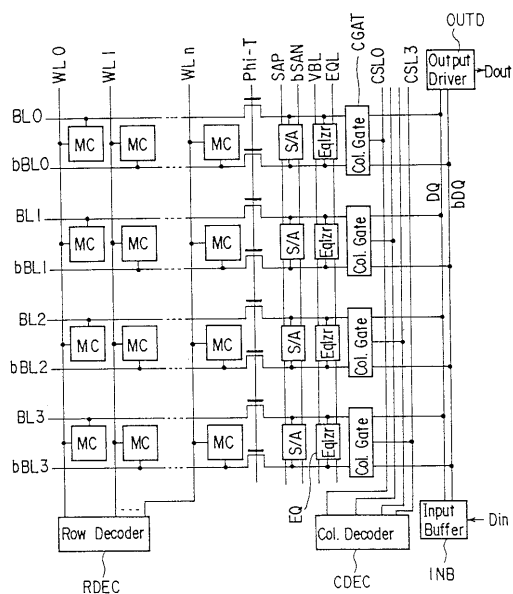 OUTD
WL0
WL1
WLn
Phi-T
SAP
bSAN
VBL
EQL
CGAT
CSL0
CSL3
Output
Driver
Dout
BL0
MC
MC
MC
S/A
Eqlzr
Col. Gate
bBL0
DQ
bDQ
BL1
MC
MC
MC
S/A
Eqlzr
Col. Gate
bBL1
BL2
MC
MC
MC
S/A
Eqlzr
Col. Gate
bBL2
BL3
MC
MC
MC
S/A
Eqlzr
Col. Gate
bBL3
EQ
Row Decoder
Col. Decoder
Input
Buffer
Din
RDEC
CDEC
INB